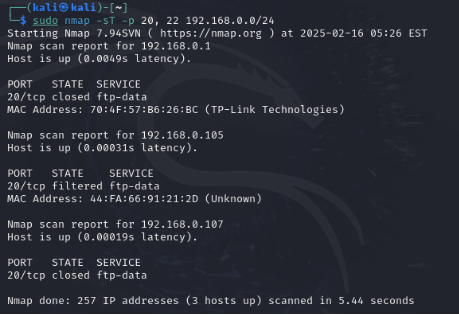 (kali㉿kali)-[~]
$ sudo nmap -sT -p 20, 22 192.168.0.0/24
Starting Nmap 7.94SVN ( https://nmap.org ) at 2025-02-16 05:26 EST
Nmap scan report for 192.168.0.1
Host is up (0.0049s latency).
PORT   STATE  SERVICE
20/tcp closed ftp-data
MAC Address: 70:4F:57:B6:26:BC (TP-Link Technologies)
Nmap scan report for 192.168.0.105
Host is up (0.00031s latency).
PORT   STATE    SERVICE
20/tcp filtered ftp-data
MAC Address: 44:FA:66:91:21:2D (Unknown)
Nmap scan report for 192.168.0.107
Host is up (0.00019s latency).
PORT   STATE  SERVICE
20/tcp closed ftp-data
Nmap done: 257 IP addresses (3 hosts up) scanned in 5.44 seconds